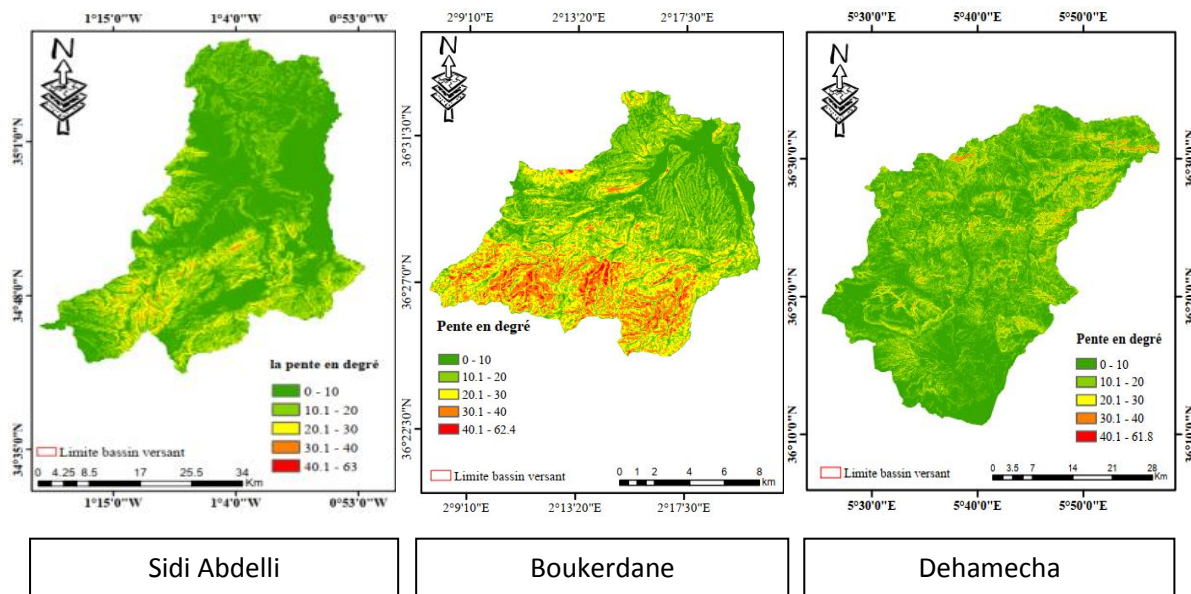 1°15'0"W 1°4'0"W 0°53'0"W
N
35°1'0"N
34°48'0"N
34°35'0"N
la pente en degré
0 - 10
10.1 - 20
20.1 - 30
30.1 - 40
40.1 - 63
Limite bassin versant
0 4.25 8.5 17 25.5 34
Km
1°15'0"W 1°4'0"W 0°53'0"W
Sidi Abdelli
2°9'10"E 2°13'20"E 2°17'30"E
N
36°31'30"N
36°27'0"N
36°22'30"N
Pente en degré
0 - 10
10.1 - 20
20.1 - 30
30.1 - 40
40.1 - 62.4
Limite bassin versant
0 1 2 4 6 8
Km
2°9'10"E 2°13'20"E 2°17'30"E
Boukerdane
5°30'0"E 5°40'0"E 5°50'0"E
N
36°30'0"N 36°30'0"N
36°20'0"N 36°20'0"N
36°10'0"N 36°10'0"N
Pente en degré
0 - 10
10.1 - 20
20.1 - 30
30.1 - 40
40.1 - 61.8
Limite bassin versant
0 3.5 7 14 21 28
Km
5°30'0"E 5°40'0"E 5°50'0"E
Dehamecha